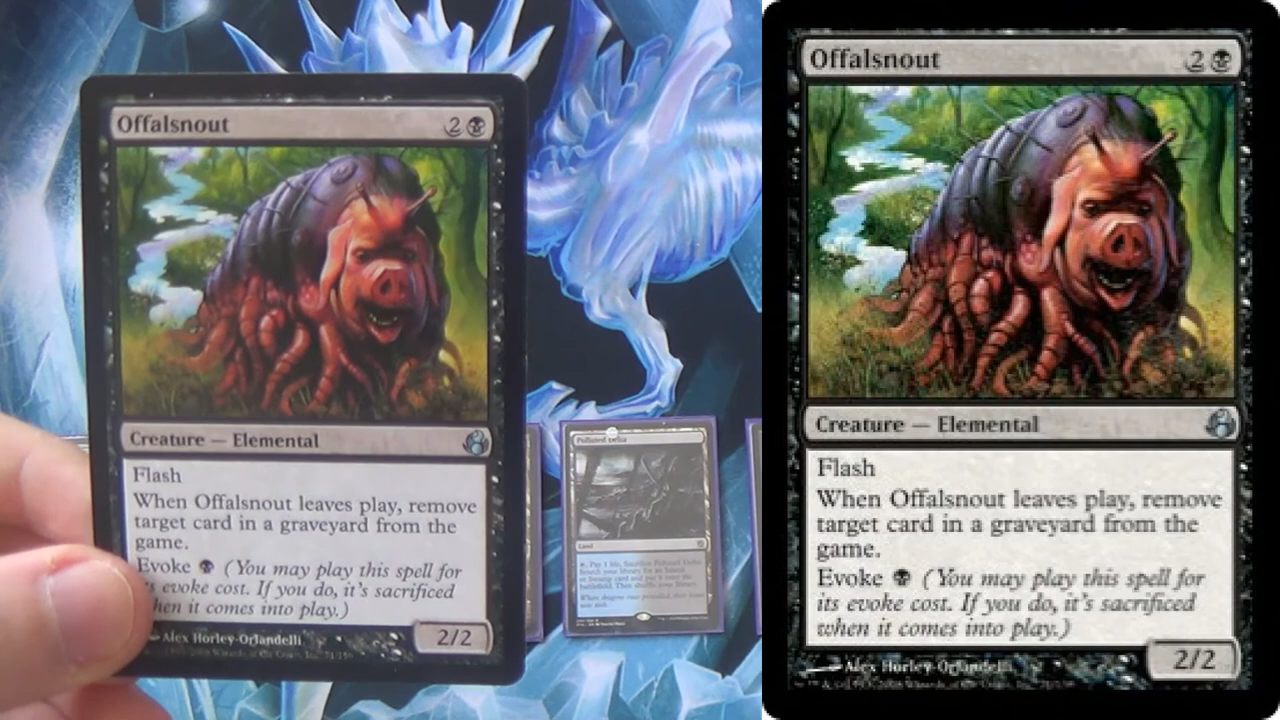 Offalsnout 2
Creature — Elemental
Flash
When Offalsnout leaves play, remove
target card in a graveyard from the
game.
Evoke (You may play this spell for
its evoke cost. If you do, it's sacrificed
when it comes into play.)
Alex Horley-Orlandelli
2/2
Polluted Delta
Land
Offalsnout 2
Creature — Elemental
Flash
When Offalsnout leaves play, remove
target card in a graveyard from the
game.
Evoke (You may play this spell for
its evoke cost. If you do, it's sacrificed
when it comes into play.)
Alex Horley-Orlandelli
2/2